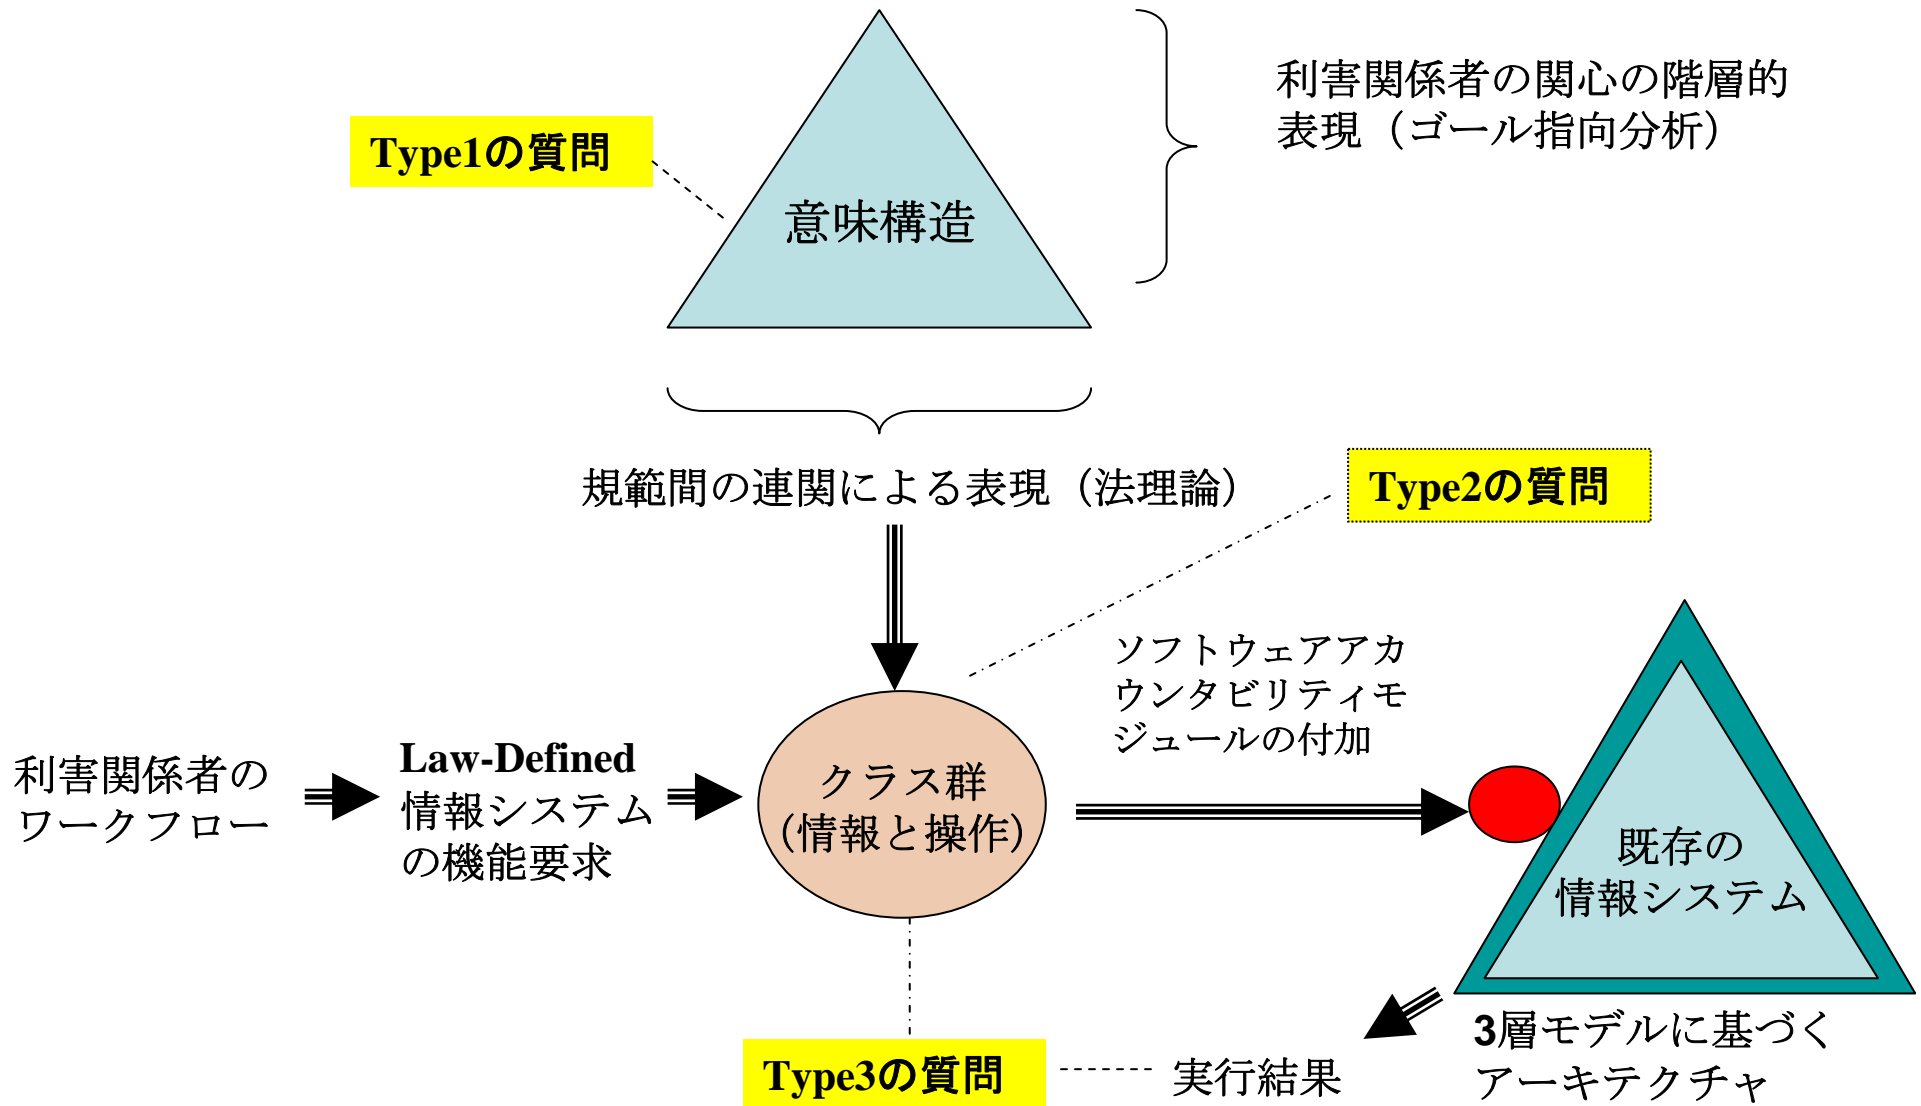 利害関係者の関心の階層的
表現（ゴール指向分析）
Type1の質問
意味構造
規範間の連関による表現（法理論）
Type2の質問
ソフトウェアアカ
ウンタビリティモ
ジュールの付加
利害関係者の
ワークフロー
Law-Defined
情報システム
の機能要求
クラス群
(情報と操作)
既存の
情報システム
3層モデルに基づく
アーキテクチャ
Type3の質問
実行結果